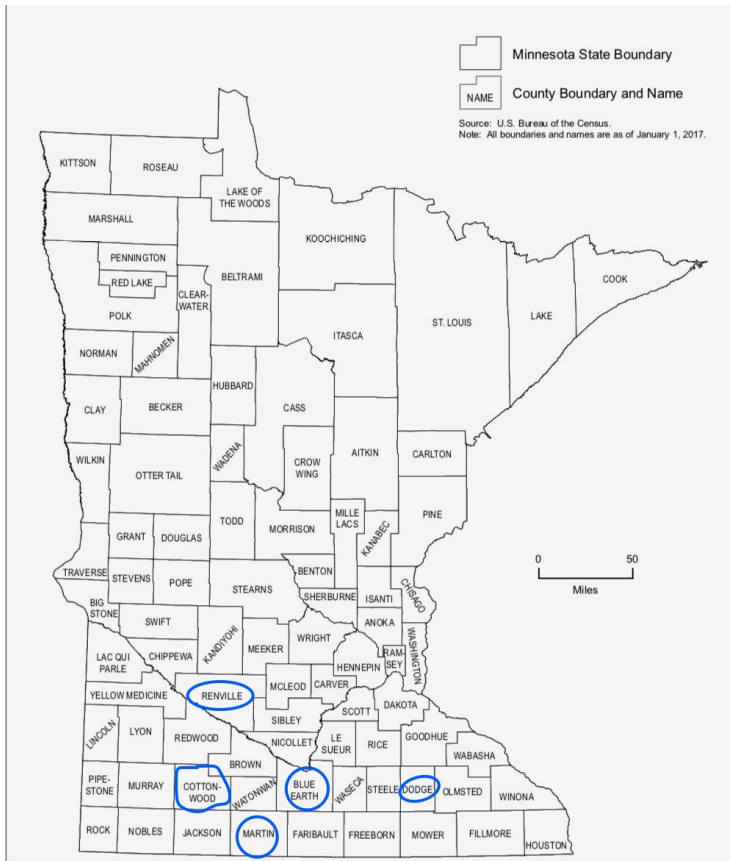 Minnesota State Boundary
NAME
County Boundary and Name
Source: U.S. Bureau of the Census.
Note: All boundaries and names are as of January 1, 2017.
KITTSON
ROSEAU
LAKE OF
THE WOODS
MARSHALL
KOOCHICHING
PENNINGTON
BELTRAMI
RED LAKE
CLEAR-
WATER
COOK
POLK
ST. LOUIS
LAKE
ITASCA
NORMAN
MAHNOMEN
HUBBARD
CLAY
BECKER
CASS
WADENA
AITKIN
CARLTON
WILKIN
OTTER TAIL
CROW
WING
TODD
MILLE
LACS
PINE
MORRISON
KANABEC
GRANT
DOUGLAS
0
50
Miles
TRAVERSE
STEVENS
POPE
BENTON
STEARNS
SHERBURNE
ISANTI
CHISAGO
BIG
STONE
SWIFT
ANOKA
KANDIYOHI
MEEKER
WRIGHT
WASHINGTON
LAC QUI
PARLE
CHIPPEWA
HENNEPIN
RAM-
SEY
MCLEOD
CARVER
YELLOW MEDICINE
RENVILLE
DAKOTA
SCOTT
SIBLEY
LINCOLN
LYON
REDWOOD
NICOLLET
LE
SUEUR
RICE
GOODHUE
WABASHA
BROWN
PIPE-
STONE
MURRAY
COTTON-
WOOD
WATONWAN
BLUE
EARTH
WASECA
STEELE
DODGE
OLMSTED
WINONA
ROCK
NOBLES
JACKSON
MARTIN
FARIBAULT
FREEBORN
MOWER
FILLMORE
HOUSTON